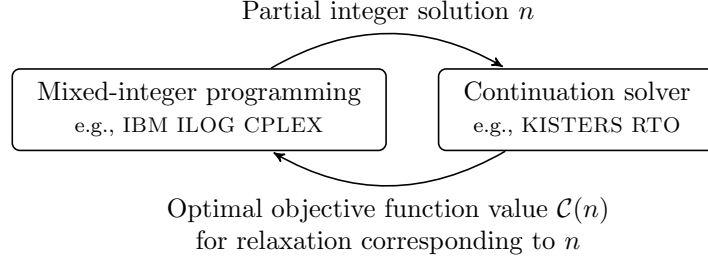 Partial integer solution n
Mixed-integer programming
e.g., IBM ILOG CPLEX
Continuation solver
e.g., KISTERS RTO
Optimal objective function value 𝒞(n)
for relaxation corresponding to n